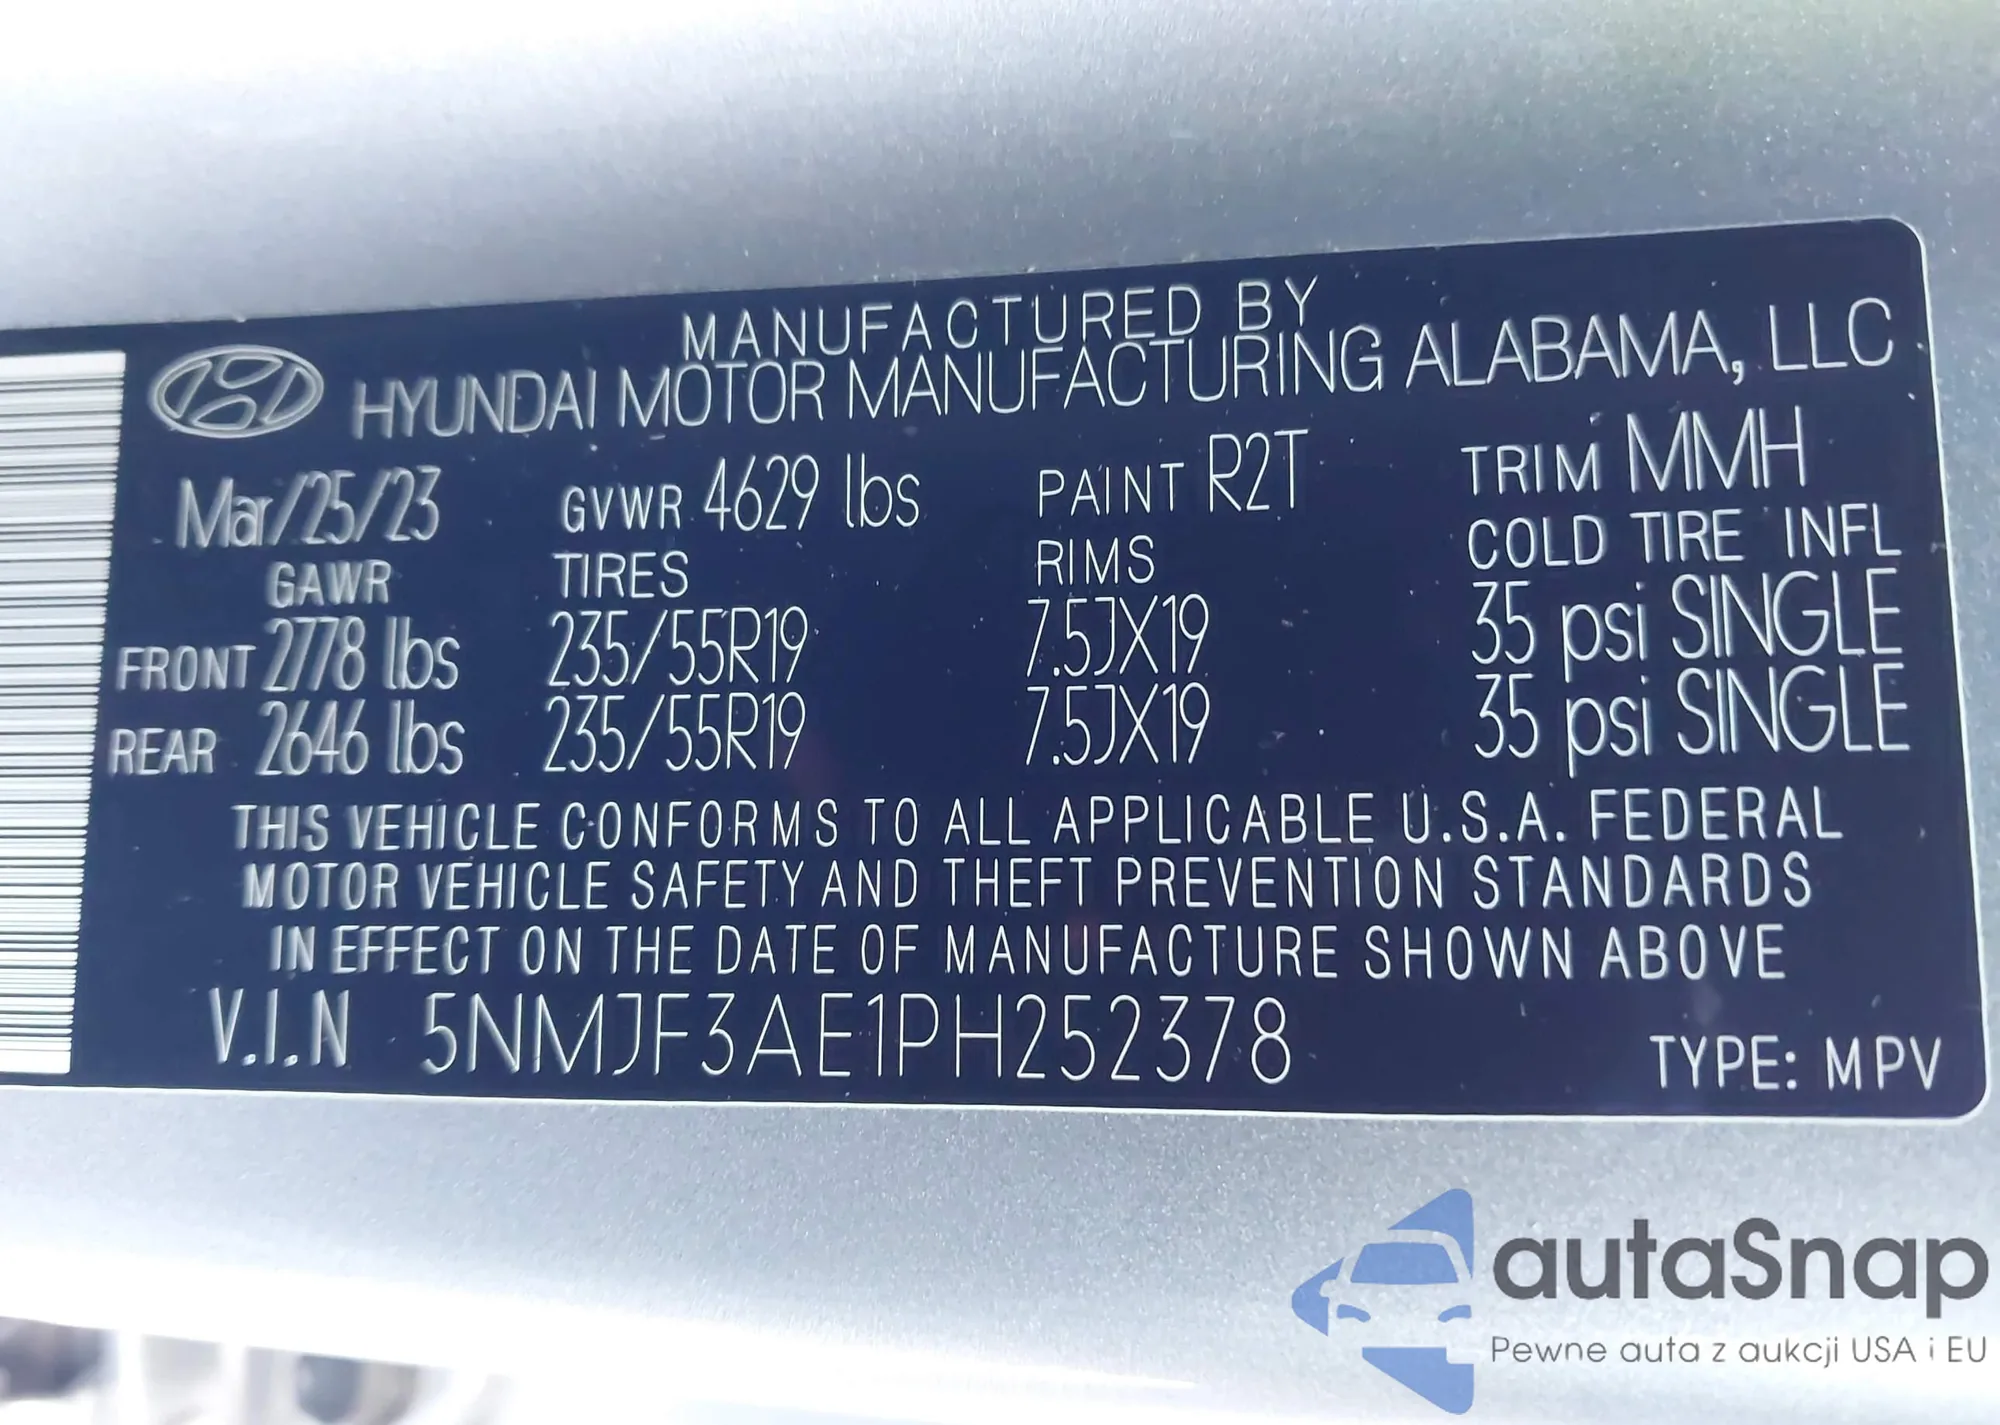 MANUFACTURED BY
HYUNDAI MOTOR MANUFACTURING ALABAMA, LLC
Mar/25/23 GVWR 4629 lbs PAINT R2T TRIM MMH
GAWR TIRES RIMS COLD TIRE INFL
FRONT 2778 lbs 235/55R19 7.5JX19 35 psi SINGLE
REAR 2646 lbs 235/55R19 7.5JX19 35 psi SINGLE
THIS VEHICLE CONFORMS TO ALL APPLICABLE U.S.A. FEDERAL
MOTOR VEHICLE SAFETY AND THEFT PREVENTION STANDARDS
IN EFFECT ON THE DATE OF MANUFACTURE SHOWN ABOVE
V.I.N 5NMJF3AE1PH252378 TYPE: MPV
autaSnap
Pewne auta z aukcji USA i EU